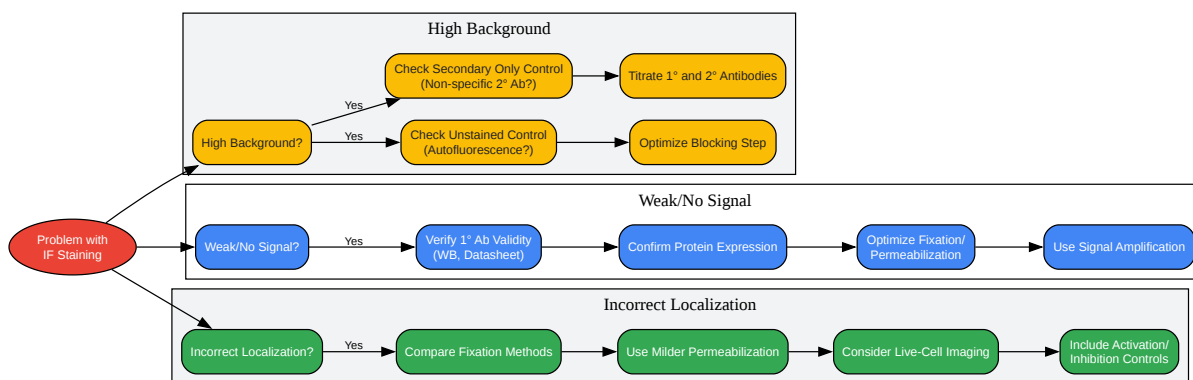 High Background
Check Secondary Only Control
(Non-specific 2° Ab?)
Titrate 1° and 2° Antibodies
Yes
High Background?
Yes
Check Unstained Control
(Autofluorescence?)
Optimize Blocking Step
Weak/No Signal
Problem with
IF Staining
Weak/No Signal?
Yes
Verify 1° Ab Validity
(WB, Datasheet)
Confirm Protein Expression
Optimize Fixation/
Permeabilization
Use Signal Amplification
Incorrect Localization
Incorrect Localization?
Yes
Compare Fixation Methods
Use Milder Permeabilization
Consider Live-Cell Imaging
Include Activation/
Inhibition Controls